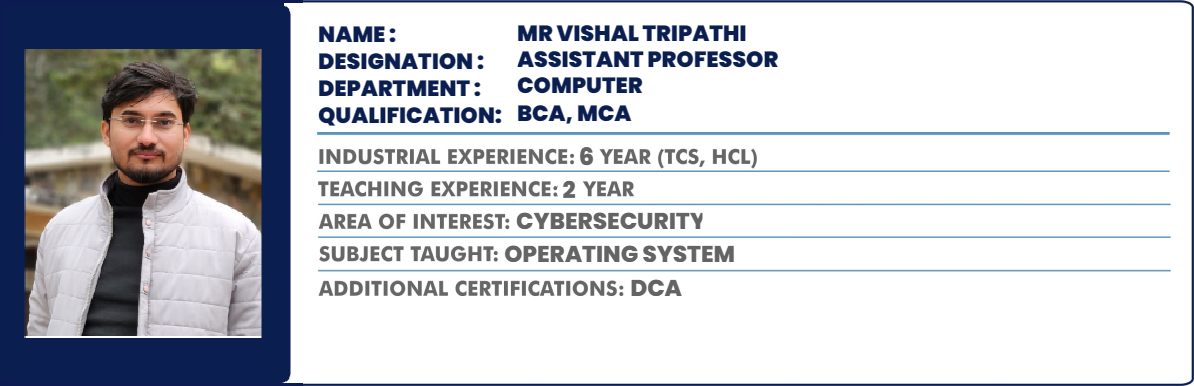 NAME :
MR VISHAL TRIPATHI
DESIGNATION :
ASSISTANT PROFESSOR
DEPARTMENT :
COMPUTER
QUALIFICATION:
BCA, MCA
INDUSTRIAL EXPERIENCE: 6 YEAR (TCS, HCL)
TEACHING EXPERIENCE: 2 YEAR
AREA OF INTEREST: CYBERSECURITY
SUBJECT TAUGHT: OPERATING SYSTEM
ADDITIONAL CERTIFICATIONS: DCA